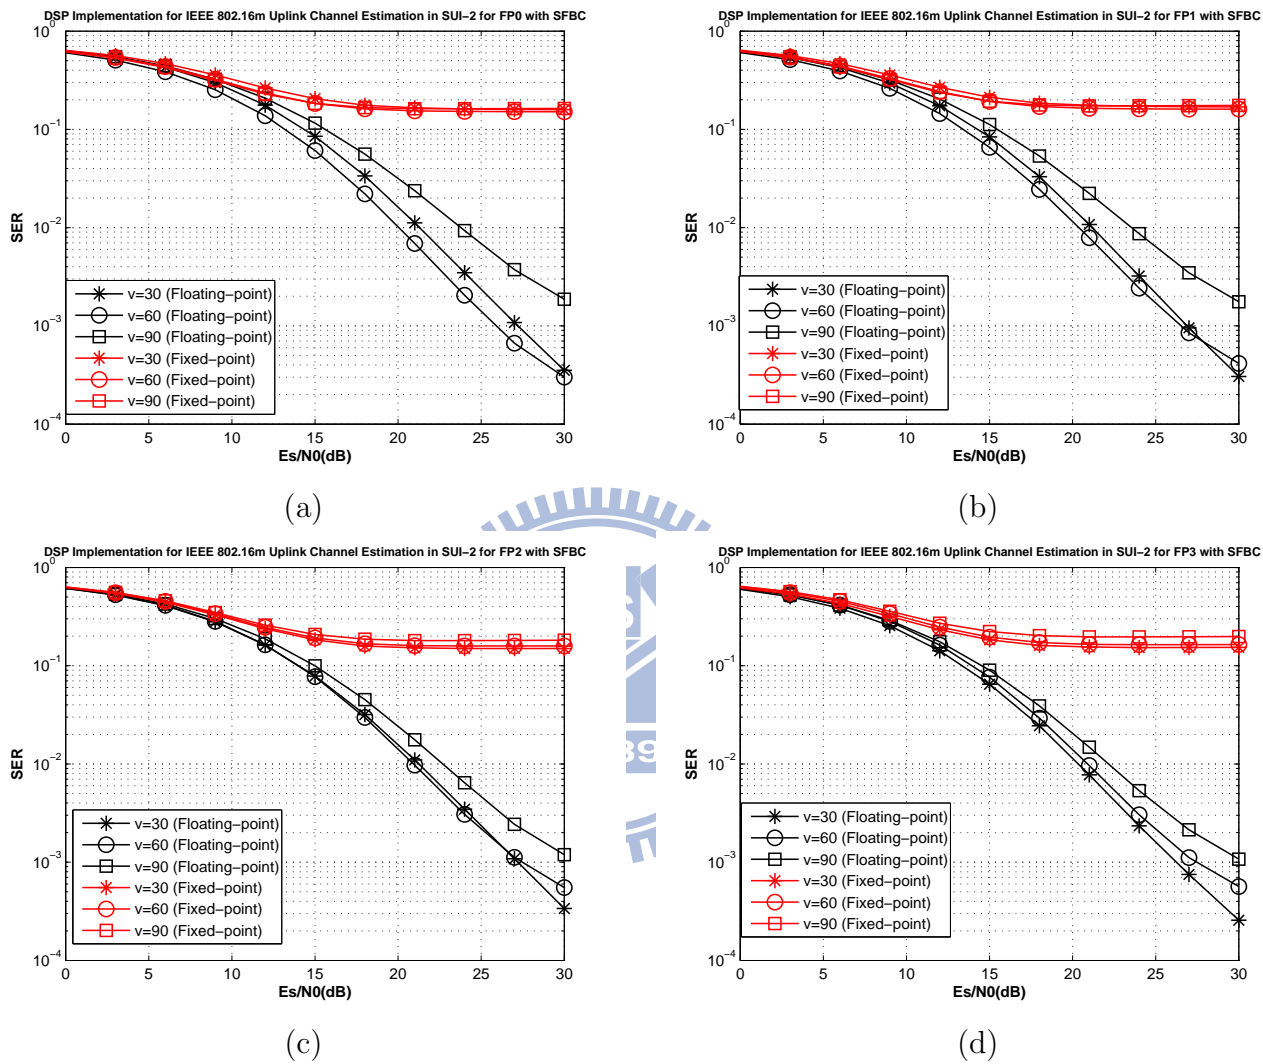 DSP Implementation for IEEE 802.16m Uplink Channel Estimation in SUI−2 for FP0 with SFBC
10^0
10^−1
10^−2
10^−3
10^−4
SER
v=30 (Floating−point)
v=60 (Floating−point)
v=90 (Floating−point)
v=30 (Fixed−point)
v=60 (Fixed−point)
v=90 (Fixed−point)
0 5 10 15 20 25 30
Es/N0(dB)
(a)
DSP Implementation for IEEE 802.16m Uplink Channel Estimation in SUI−2 for FP1 with SFBC
10^0
10^−1
10^−2
10^−3
10^−4
SER
v=30 (Floating−point)
v=60 (Floating−point)
v=90 (Floating−point)
v=30 (Fixed−point)
v=60 (Fixed−point)
v=90 (Fixed−point)
0 5 10 15 20 25 30
Es/N0(dB)
(b)
DSP Implementation for IEEE 802.16m Uplink Channel Estimation in SUI−2 for FP2 with SFBC
10^0
10^−1
10^−2
10^−3
10^−4
SER
v=30 (Floating−point)
v=60 (Floating−point)
v=90 (Floating−point)
v=30 (Fixed−point)
v=60 (Fixed−point)
v=90 (Fixed−point)
0 5 10 15 20 25 30
Es/N0(dB)
(c)
DSP Implementation for IEEE 802.16m Uplink Channel Estimation in SUI−2 for FP3 with SFBC
10^0
10^−1
10^−2
10^−3
10^−4
SER
v=30 (Floating−point)
v=60 (Floating−point)
v=90 (Floating−point)
v=30 (Fixed−point)
v=60 (Fixed−point)
v=90 (Fixed−point)
0 5 10 15 20 25 30
Es/N0(dB)
(d)